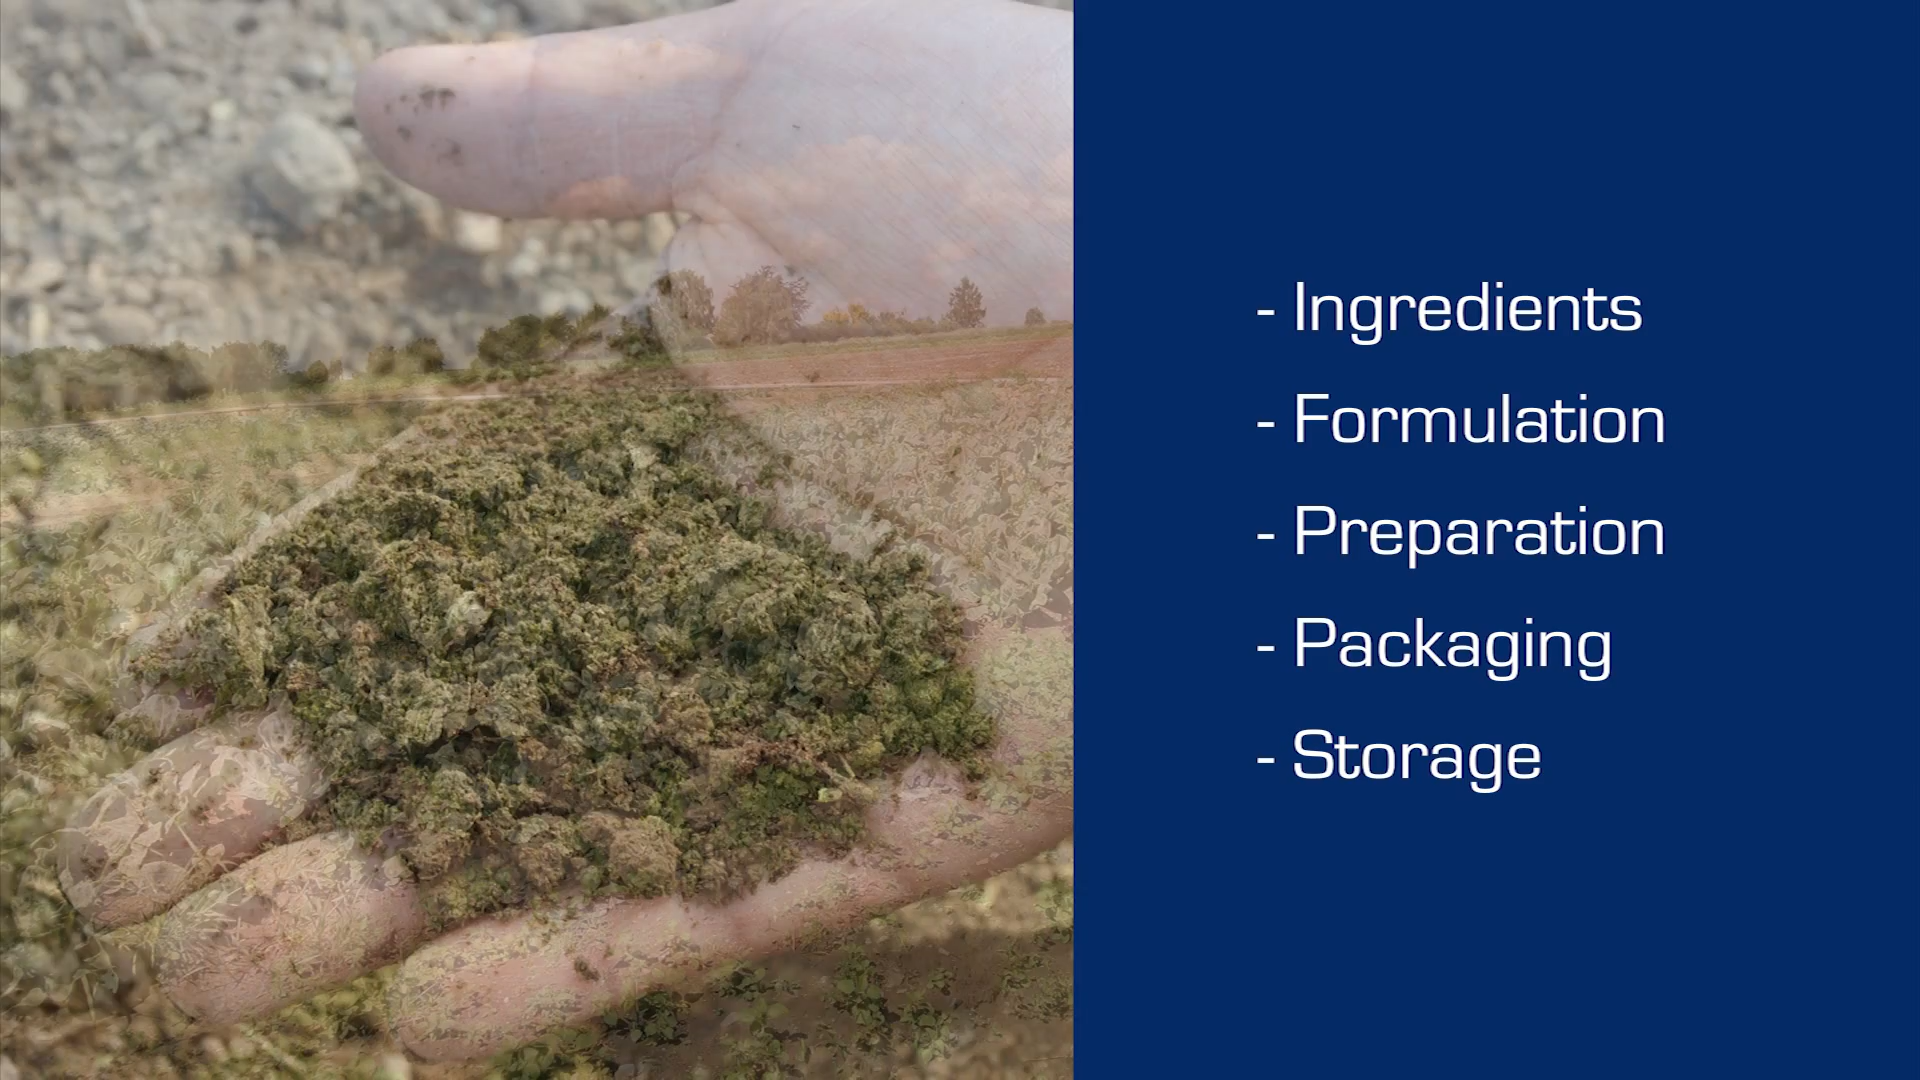 - Ingredients
- Formulation
- Preparation
- Packaging
- Storage